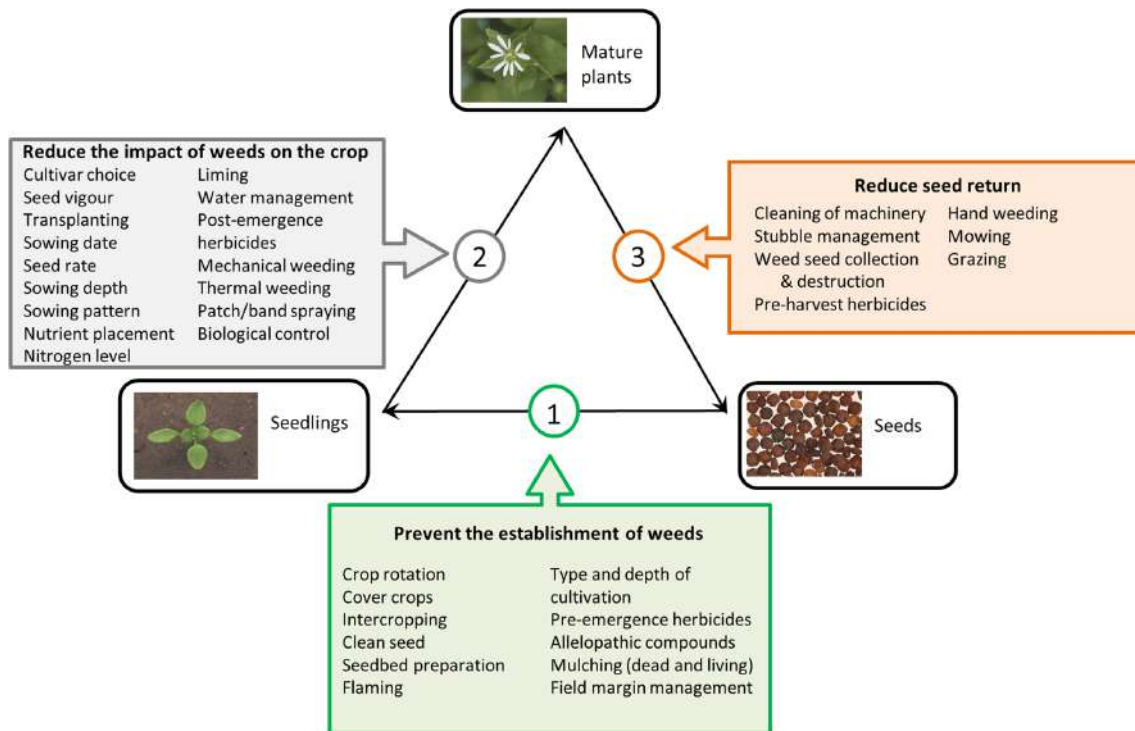 Mature
plants
Reduce the impact of weeds on the crop
Cultivar choice
Seed vigour
Transplanting
Sowing date
Seed rate
Sowing depth
Sowing pattern
Nutrient placement
Nitrogen level
Liming
Water management
Post-emergence
herbicides
Mechanical weeding
Thermal weeding
Patch/band spraying
Biological control
2
3
Reduce seed return
Cleaning of machinery
Stubble management
Weed seed collection
& destruction
Pre-harvest herbicides
Hand weeding
Mowing
Grazing
Seedlings
1
Seeds
Prevent the establishment of weeds
Crop rotation
Cover crops
Intercropping
Clean seed
Seedbed preparation
Flaming
Type and depth of
cultivation
Pre-emergence herbicides
Allelopathic compounds
Mulching (dead and living)
Field margin management